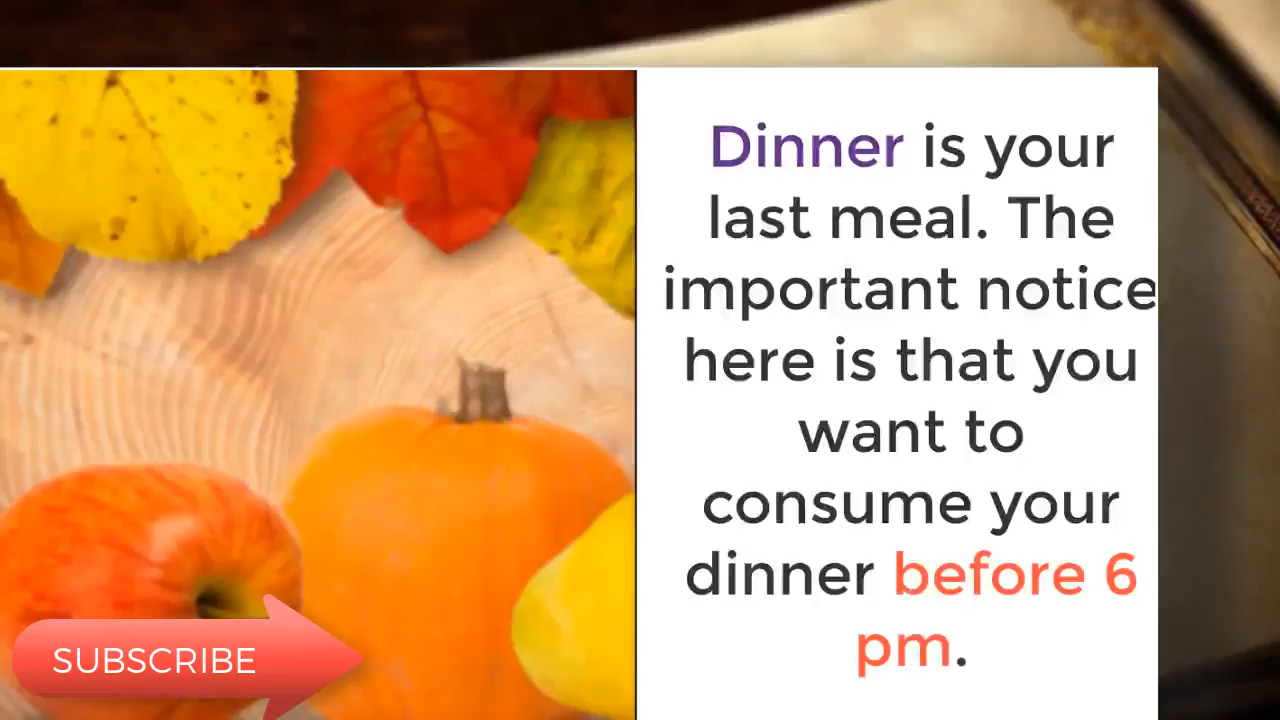 Dinner is your
last meal. The
important notice
here is that you
want to
consume your
dinner before 6
pm.
SUBSCRIBE